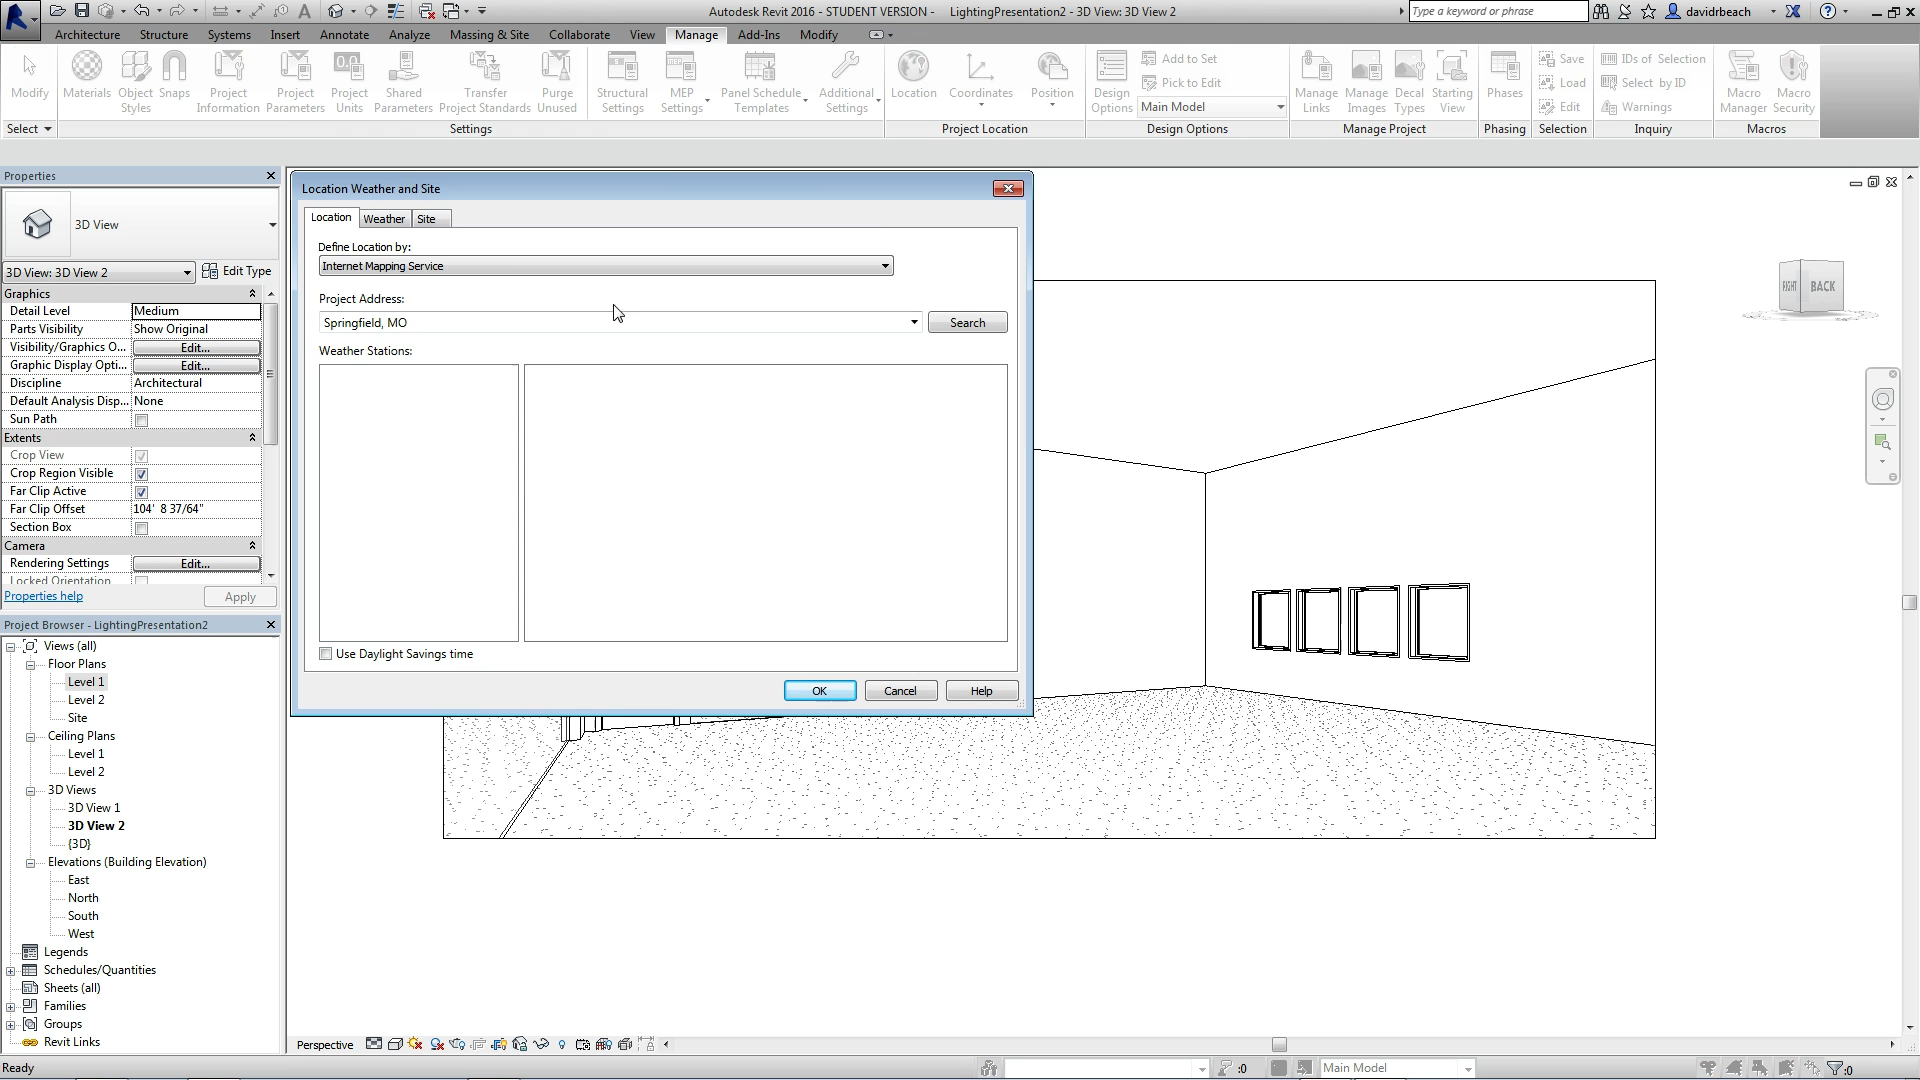 Autodesk Revit 2016 - STUDENT VERSION - LightingPresentation2 - 3D View: 3D View 2
Type a keyword or phrase
davidrbeach
Architecture Structure Systems Insert Annotate Analyze Massing & Site Collaborate View Manage Add-Ins Modify
Modify
Materials
Object Styles
Snaps
Project Information
Project Parameters
Project Units
Shared Parameters
Transfer Project Standards
Purge Unused
Structural Settings
MEP Settings
Panel Schedule Templates
Additional Settings
Location
Coordinates
Position
Design Options
Add to Set
Pick to Edit
Main Model
Manage Links
Manage Images
Decal Types
Starting View
Phases
Save
Load
Edit
IDs of Selection
Select by ID
Warnings
Macro Manager
Macro Security
Select Settings Project Location Design Options Manage Project Phasing Selection Inquiry Macros
Properties
3D View
3D View: 3D View 2 Edit Type
Graphics
Detail Level Medium
Parts Visibility Show Original
Visibility/Graphics O... Edit...
Graphic Display Opti... Edit...
Discipline Architectural
Default Analysis Disp... None
Sun Path
Extents
Crop View
Crop Region Visible
Far Clip Active
Far Clip Offset 104' 8 37/64"
Section Box
Camera
Rendering Settings Edit...
Locked Orientation
Properties help Apply
Project Browser - LightingPresentation2
Views (all)
Floor Plans
Level 1
Level 2
Site
Ceiling Plans
Level 1
Level 2
3D Views
3D View 1
3D View 2
{3D}
Elevations (Building Elevation)
East
North
South
West
Legends
Schedules/Quantities
Sheets (all)
Families
Groups
Revit Links
Location Weather and Site
Location Weather Site
Define Location by:
Internet Mapping Service
Project Address:
Springfield, MO Search
Weather Stations:
Use Daylight Savings time
OK Cancel Help
RIGHT BACK
Perspective
Ready
:0
Main Model
:0